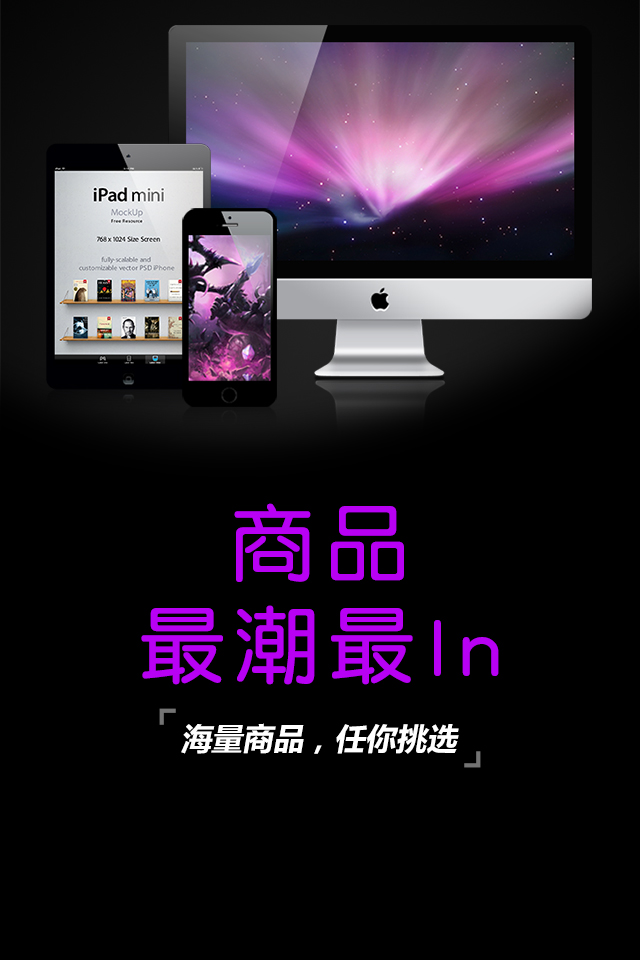 iPad mini
MockUp
Free Resource
768 x 1024 Size Screen
fully-scalable and
customizable vector PSD iPhone
商品
最潮最In
海量商品，任你挑选